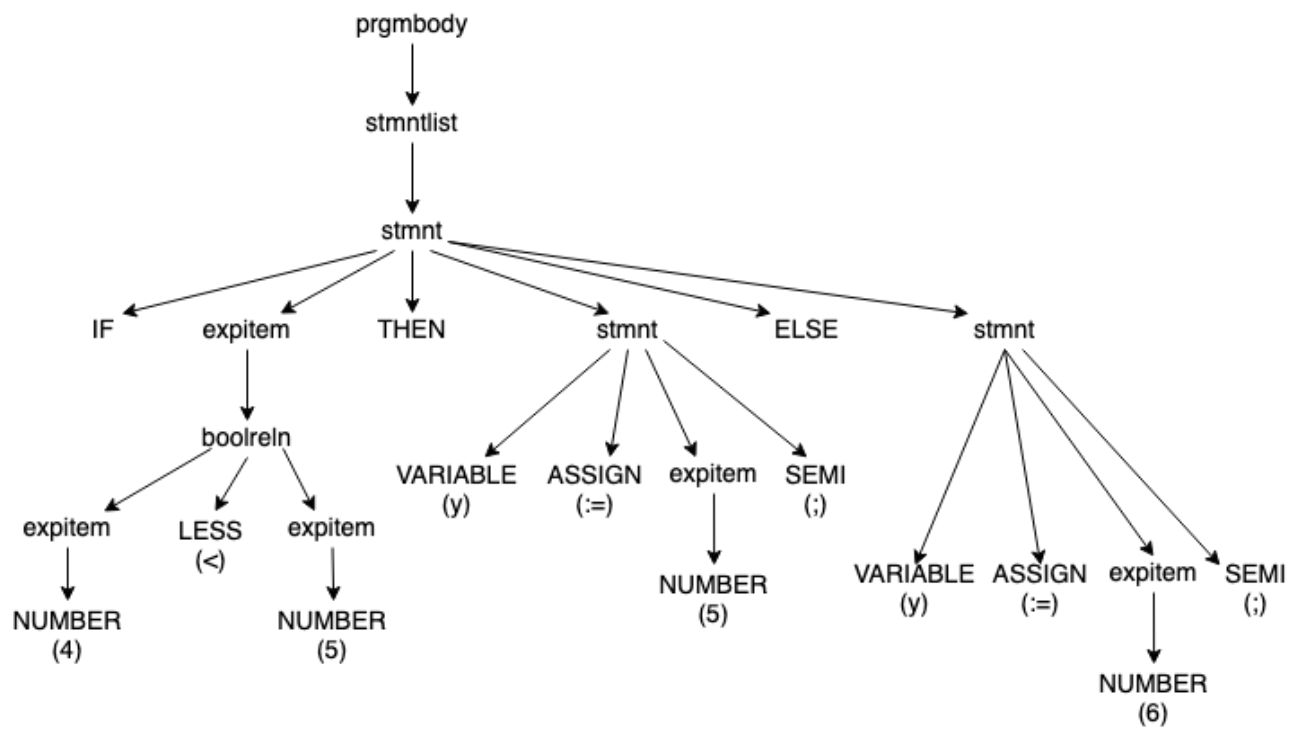 prgmbody
stmntlist
stmnt
IF expitem THEN stmnt ELSE stmnt
boolreln
VARIABLE ASSIGN expitem SEMI
(y) (:=) (;)
expitem LESS expitem
(<)
VARIABLE ASSIGN expitem SEMI
(y) (:=) (;)
NUMBER
(5)
NUMBER NUMBER
(4) (5)
NUMBER
(6)